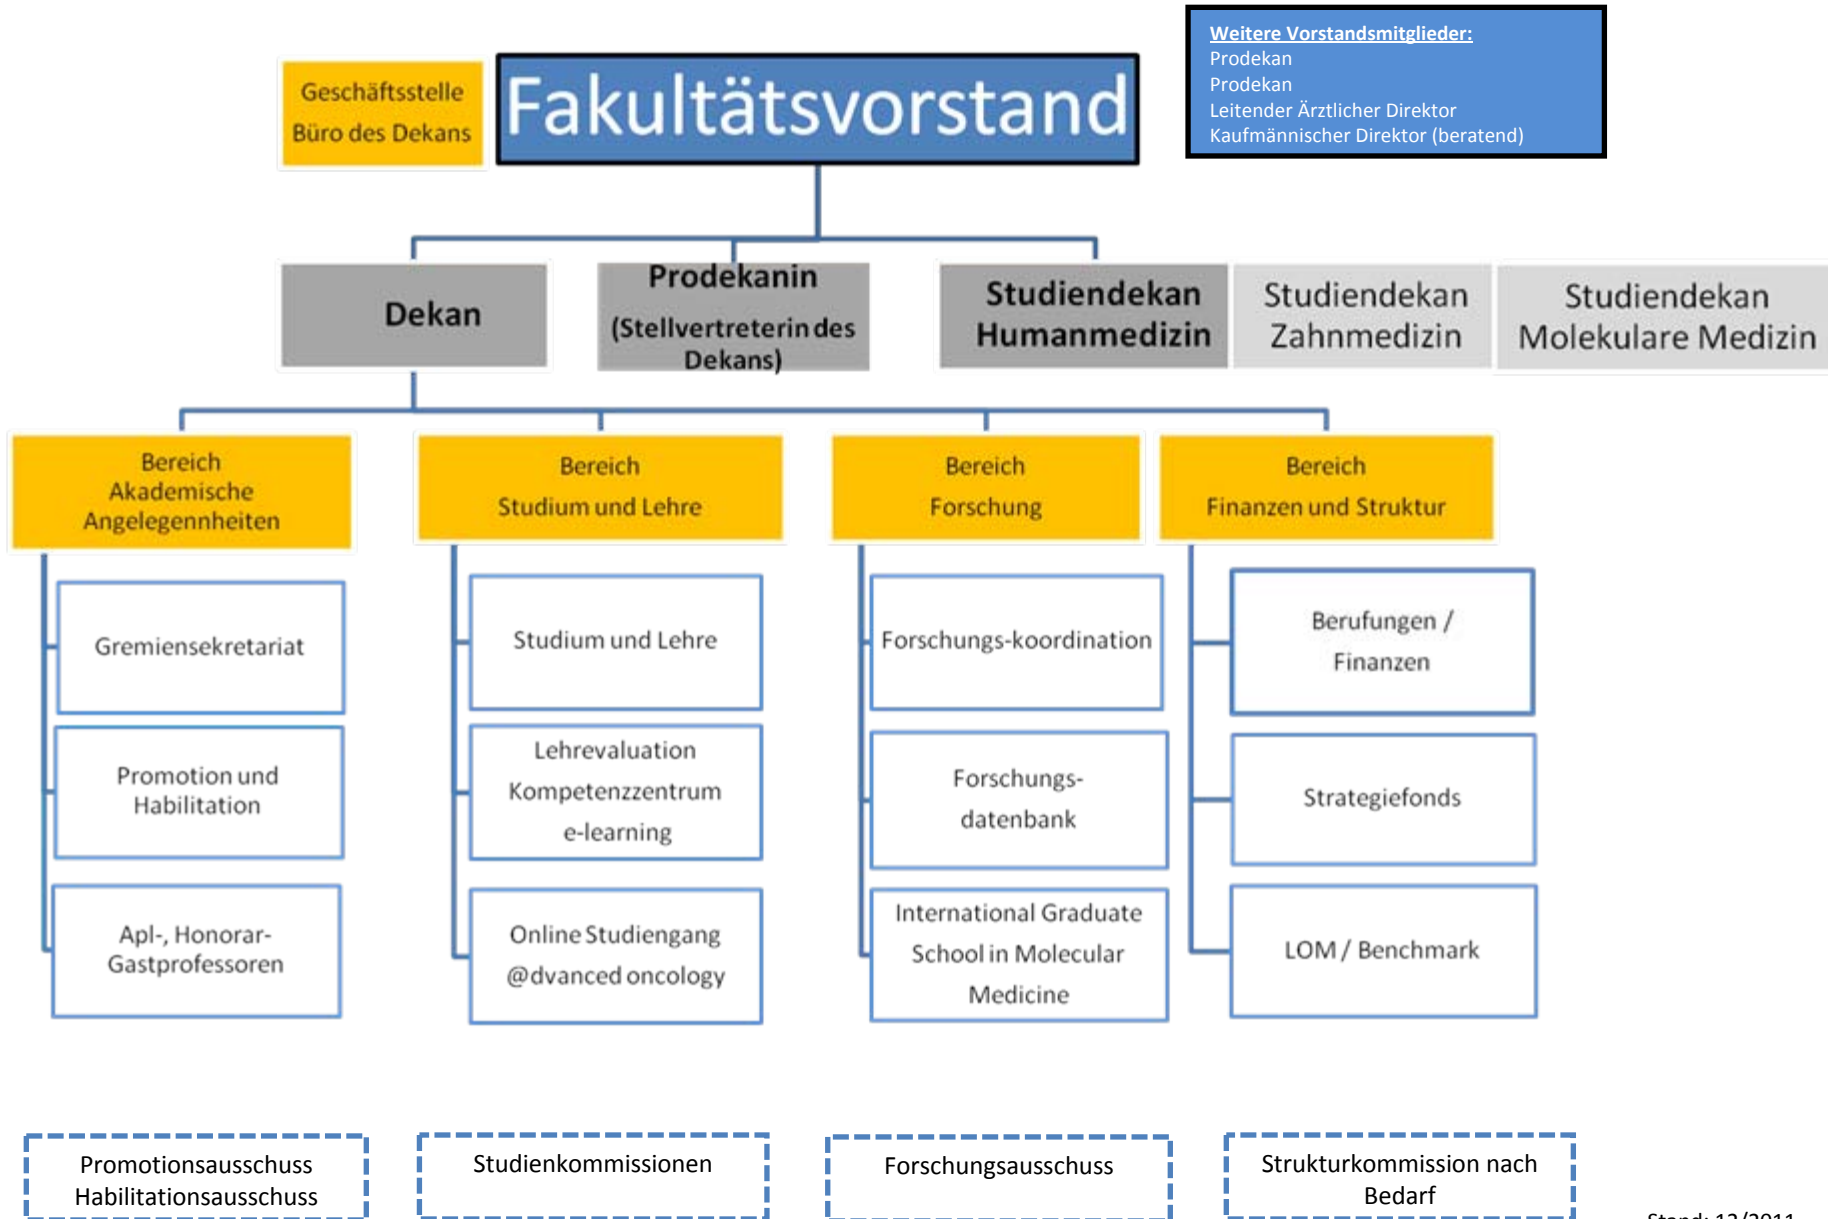 Geschäftsstelle
Büro des Dekans
Fakultätsvorstand
Weitere Vorstandsmitglieder:
Prodekan
Prodekan
Leitender Ärztlicher Direktor
Kaufmännischer Direktor (beratend)
Dekan
Prodekanin
(Stellvertreterin des
Dekans)
Studiendekan
Humanmedizin
Studiendekan
Zahnmedizin
Studiendekan
Molekulare Medizin
Bereich
Akademische
Angelegennheiten
Bereich
Studium und Lehre
Bereich
Forschung
Bereich
Finanzen und Struktur
Gremiensekretariat
Promotion und
Habilitation
Apl-, Honorar-
Gastprofessoren
Studium und Lehre
Lehrevaluation
Kompetenzzentrum
e-learning
Online Studiengang
@dvanced oncology
Forschungs-koordination
Forschungs-
datenbank
International Graduate
School in Molecular
Medicine
Berufungen /
Finanzen
Strategiefonds
LOM / Benchmark
Promotionsausschuss
Habilitationsausschuss
Studienkommissionen
Forschungsausschuss
Strukturkommission nach
Bedarf
Stand: 12/2011